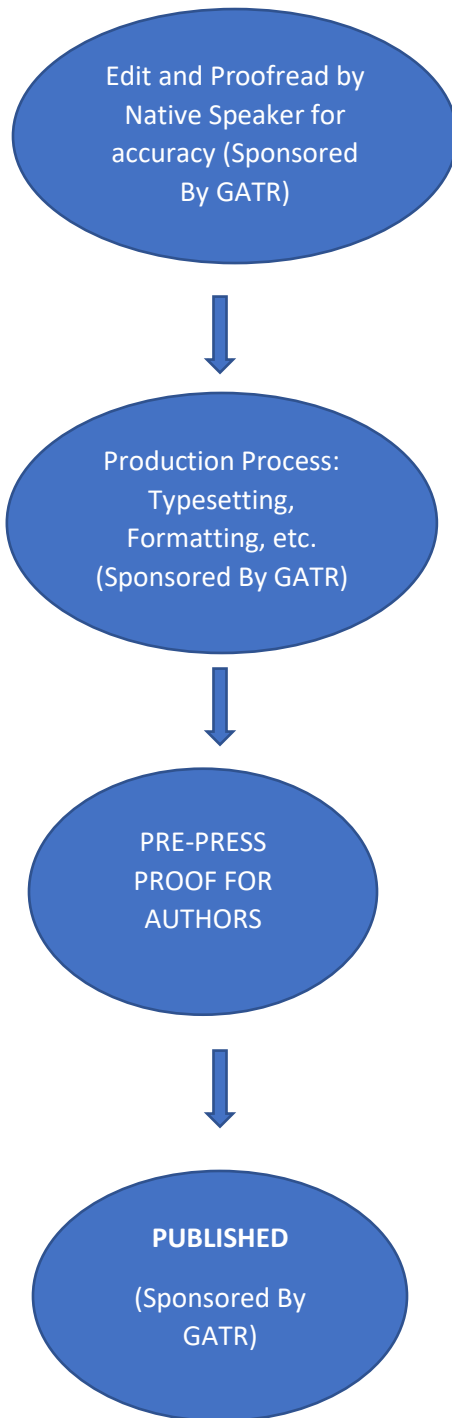 Edit and Proofread by
Native Speaker for
accuracy (Sponsored
By GATR)
Production Process:
Typesetting,
Formatting, etc.
(Sponsored By GATR)
PRE-PRESS
PROOF FOR
AUTHORS
PUBLISHED
(Sponsored By
GATR)